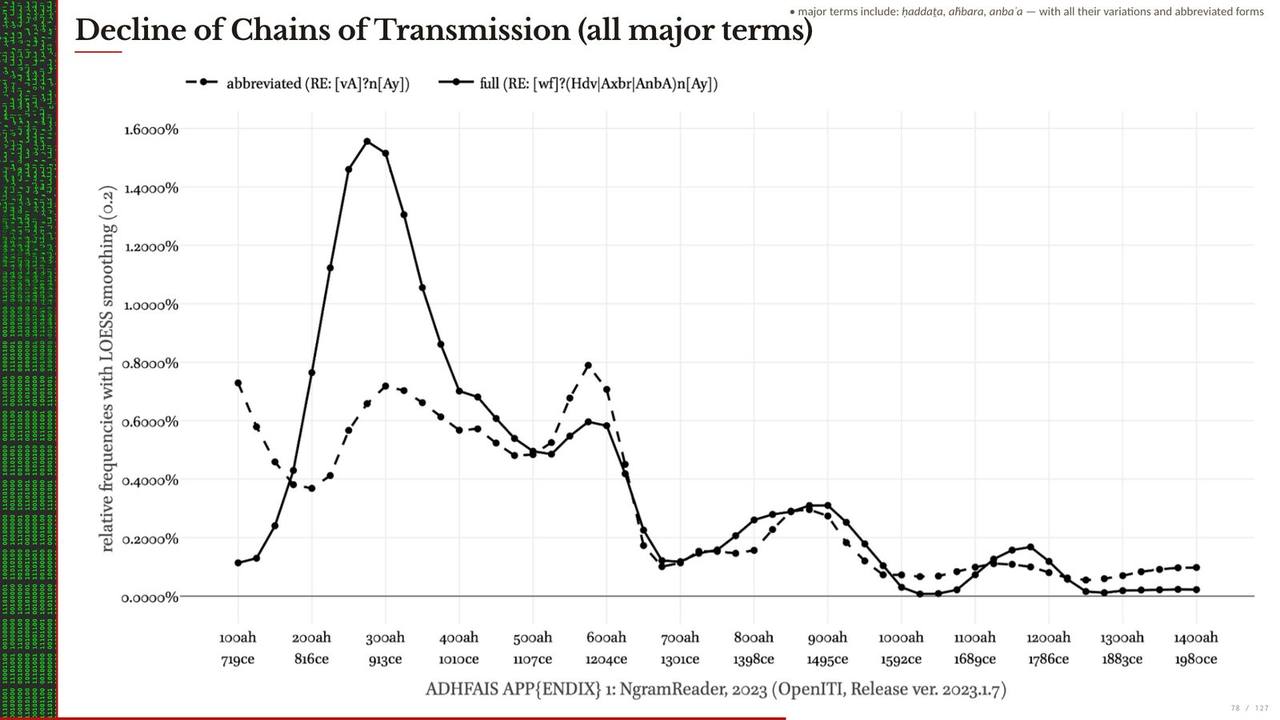 • major terms include: ḥaddaṯa, aḫbara, anbaʾa — with all their variations and abbreviated forms
Decline of Chains of Transmission (all major terms)
abbreviated (RE: [vA]?n[Ay]) full (RE: [wf]?(Hdv|Axbr|AnbA)n[Ay])
relative frequencies with LOESS smoothing (0.2)
1.6000%
1.4000%
1.2000%
1.0000%
0.8000%
0.6000%
0.4000%
0.2000%
0.0000%
100ah 200ah 300ah 400ah 500ah 600ah 700ah 800ah 900ah 1000ah 1100ah 1200ah 1300ah 1400ah
719ce 816ce 913ce 1010ce 1107ce 1204ce 1301ce 1398ce 1495ce 1592ce 1689ce 1786ce 1883ce 1980ce
ADHFAIS APP{ENDIX} 1: NgramReader, 2023 (OpenITI, Release ver. 2023.1.7)
78 / 127